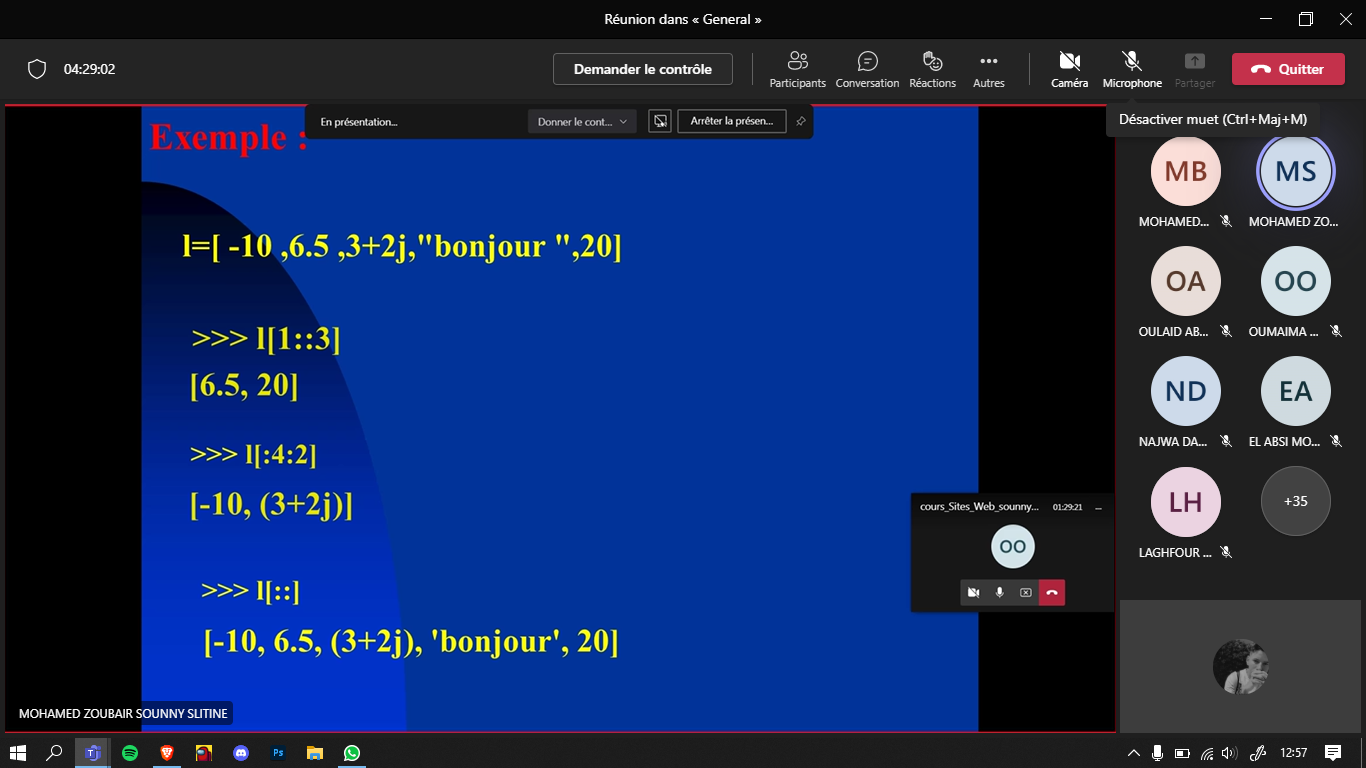 Réunion dans « General »
04:29:02
Demander le contrôle
Participants
Conversation
Réactions
Autres
Caméra
Microphone
Partager
Quitter
En présentation...
Donner le cont...
Arrêter la présen...
Désactiver muet (Ctrl+Maj+M)
Exemple :
l=[ -10 ,6.5 ,3+2j,"bonjour ",20]
>>> l[1::3]
[6.5, 20]
>>> l[:4:2]
[-10, (3+2j)]
>>> l[::]
[-10, 6.5, (3+2j), 'bonjour', 20]
MOHAMED ZOUBAIR SOUNNY SLITINE
cours_Sites_Web_sounny... 01:29:21 ...
OO
MB
MS
MOHAMED...
MOHAMED ZO...
OA
OO
OULAID AB...
OUMAIMA ...
ND
EA
NAJWA DA...
EL ABSI MO...
LH
+35
LAGHFOUR ...
Ps
12:57